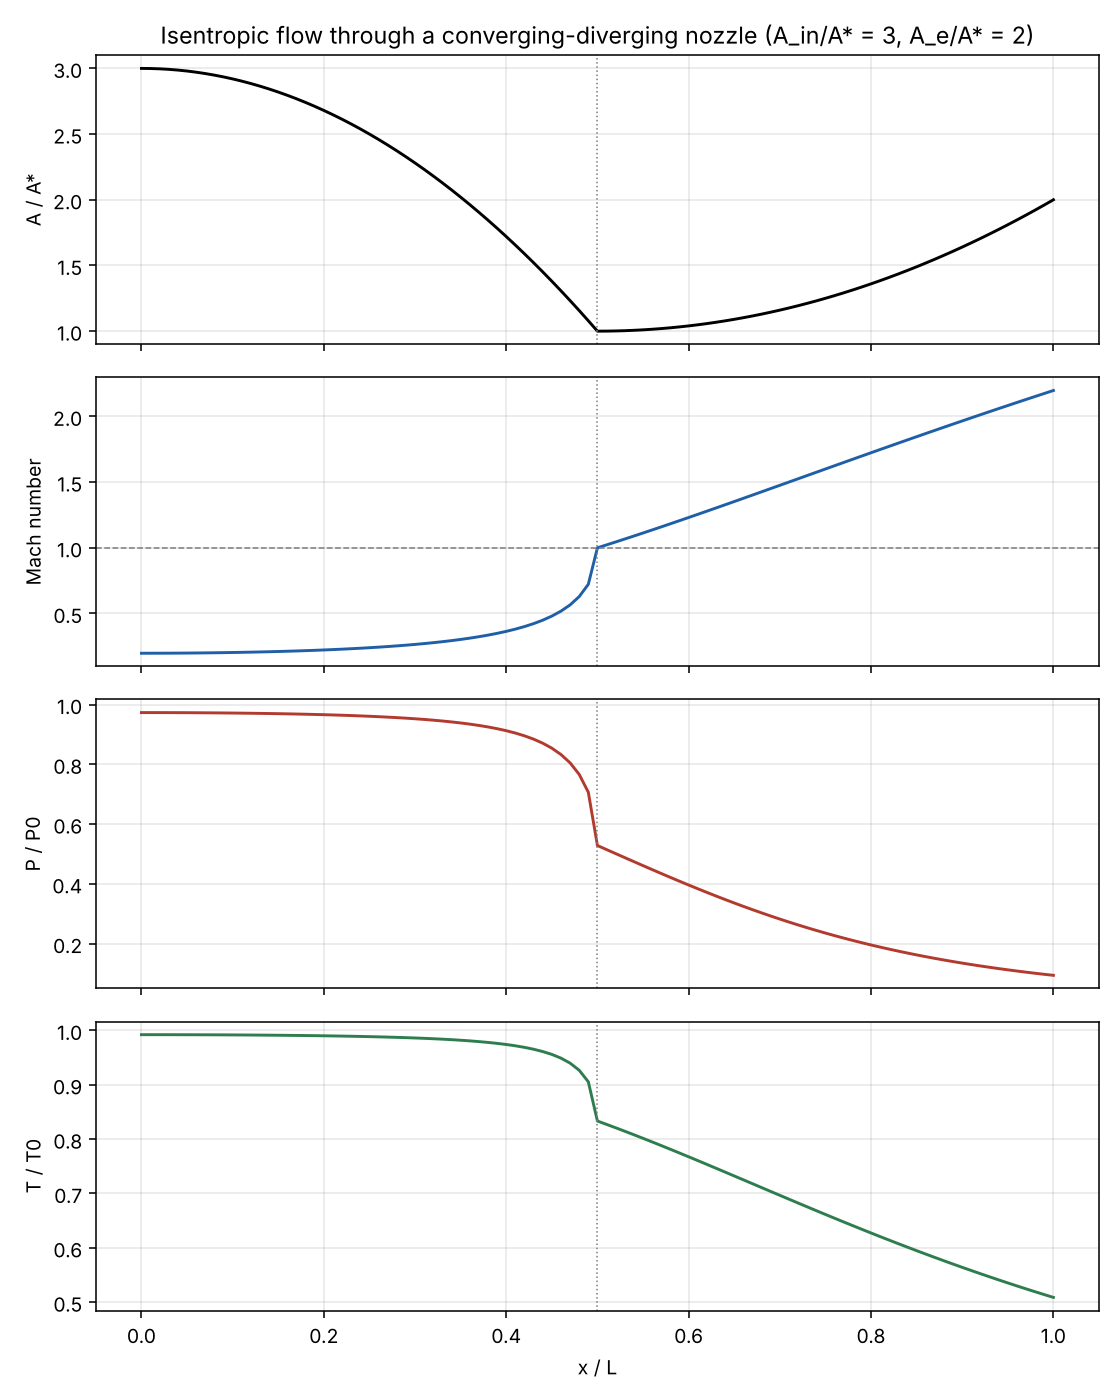 Isentropic flow through a converging-diverging nozzle (A_in/A* = 3, A_e/A* = 2)
A / A*
3.0
2.5
2.0
1.5
1.0
Mach number
2.0
1.5
1.0
0.5
P / P0
1.0
0.8
0.6
0.4
0.2
T / T0
1.0
0.9
0.8
0.7
0.6
0.5
0.0 0.2 0.4 0.6 0.8 1.0
x / L